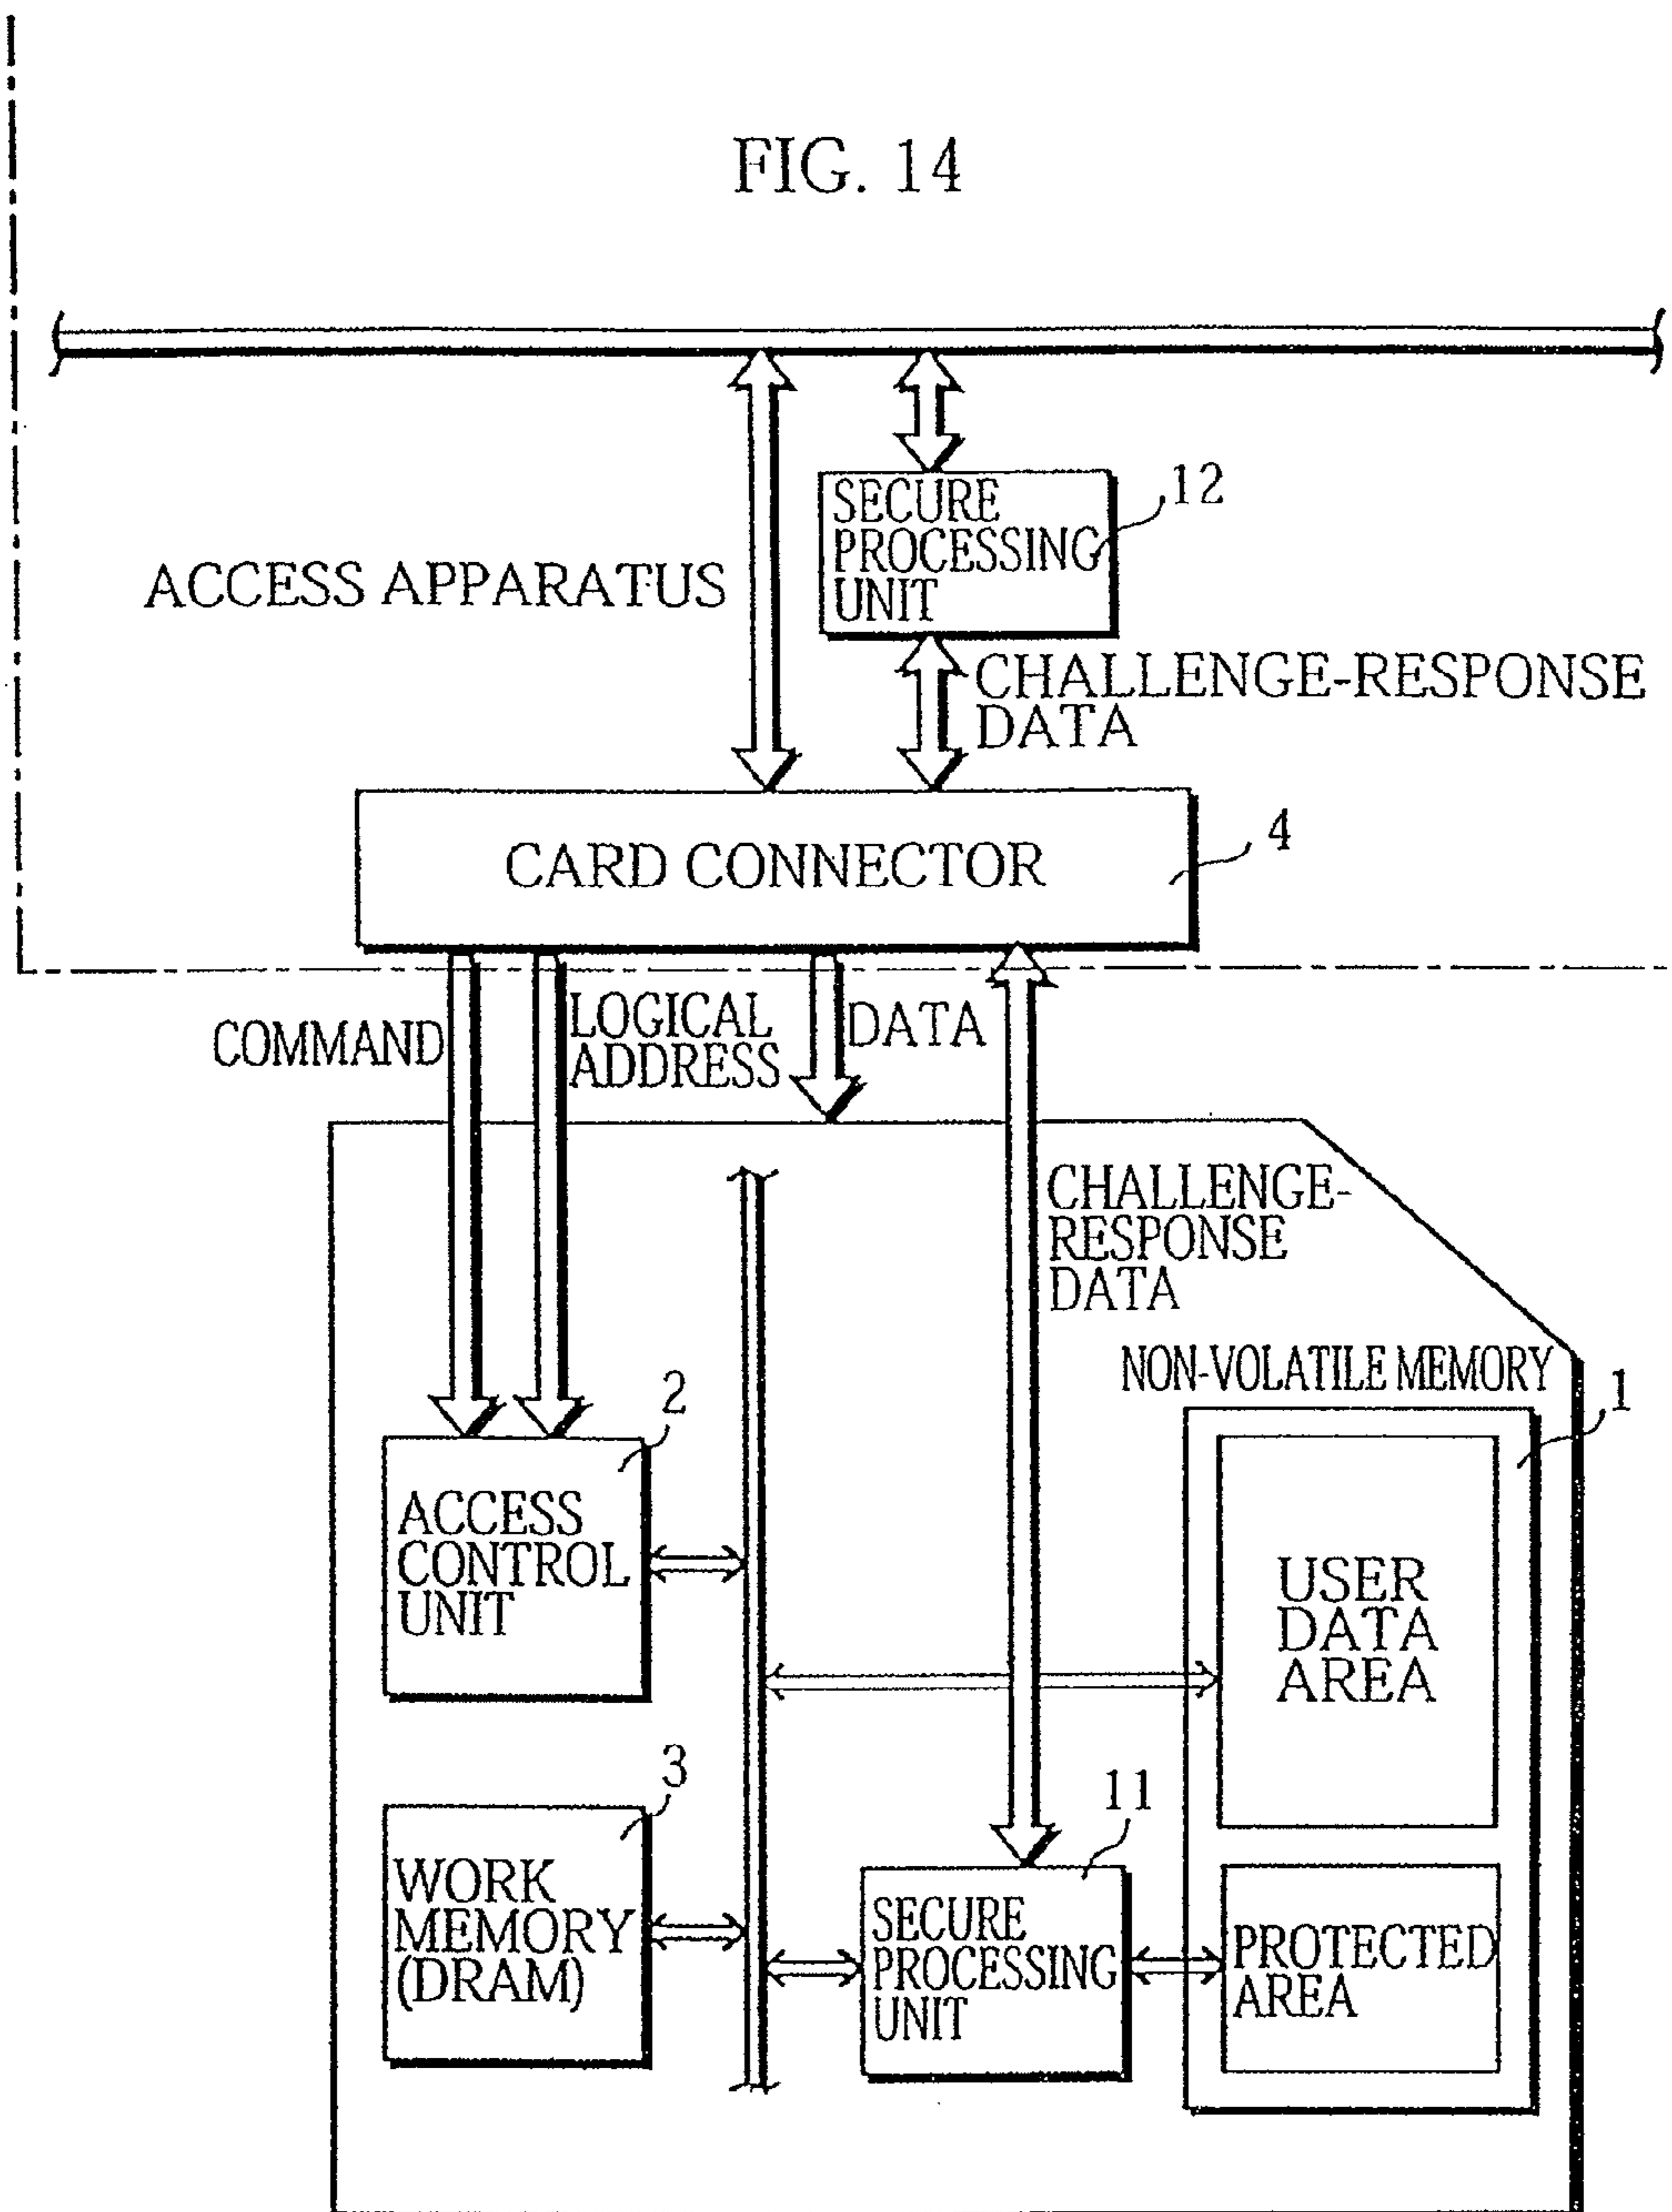 FIG. 14
SECURE
PROCESSING
UNIT
12
ACCESS APPARATUS
CHALLENGE-RESPONSE
DATA
CARD CONNECTOR
4
COMMAND
LOGICAL
ADDRESS
DATA
CHALLENGE-
RESPONSE
DATA
NON-VOLATILE MEMORY
1
2
ACCESS
CONTROL
UNIT
USER
DATA
AREA
3
WORK
MEMORY
(DRAM)
11
SECURE
PROCESSING
UNIT
PROTECTED
AREA